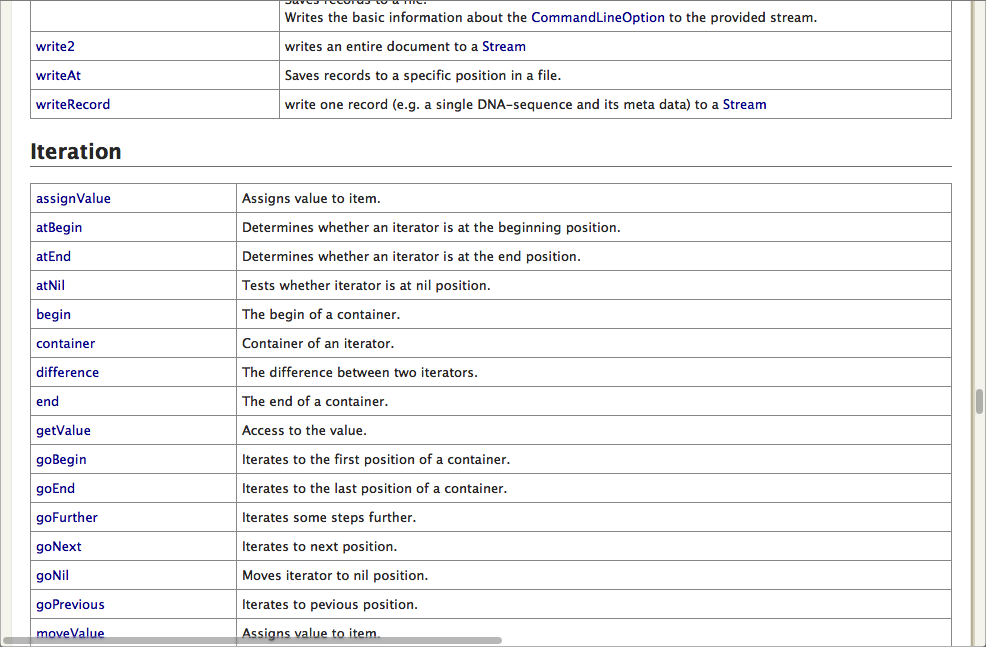 Saves records to a file.
Writes the basic information about the CommandLineOption to the provided stream.
write2 writes an entire document to a Stream
writeAt Saves records to a specific position in a file.
writeRecord write one record (e.g. a single DNA-sequence and its meta data) to a Stream
Iteration
assignValue Assigns value to item.
atBegin Determines whether an iterator is at the beginning position.
atEnd Determines whether an iterator is at the end position.
atNil Tests whether iterator is at nil position.
begin The begin of a container.
container Container of an iterator.
difference The difference between two iterators.
end The end of a container.
getValue Access to the value.
goBegin Iterates to the first position of a container.
goEnd Iterates to the last position of a container.
goFurther Iterates some steps further.
goNext Iterates to next position.
goNil Moves iterator to nil position.
goPrevious Iterates to pevious position.
moveValue Assigns value to item.